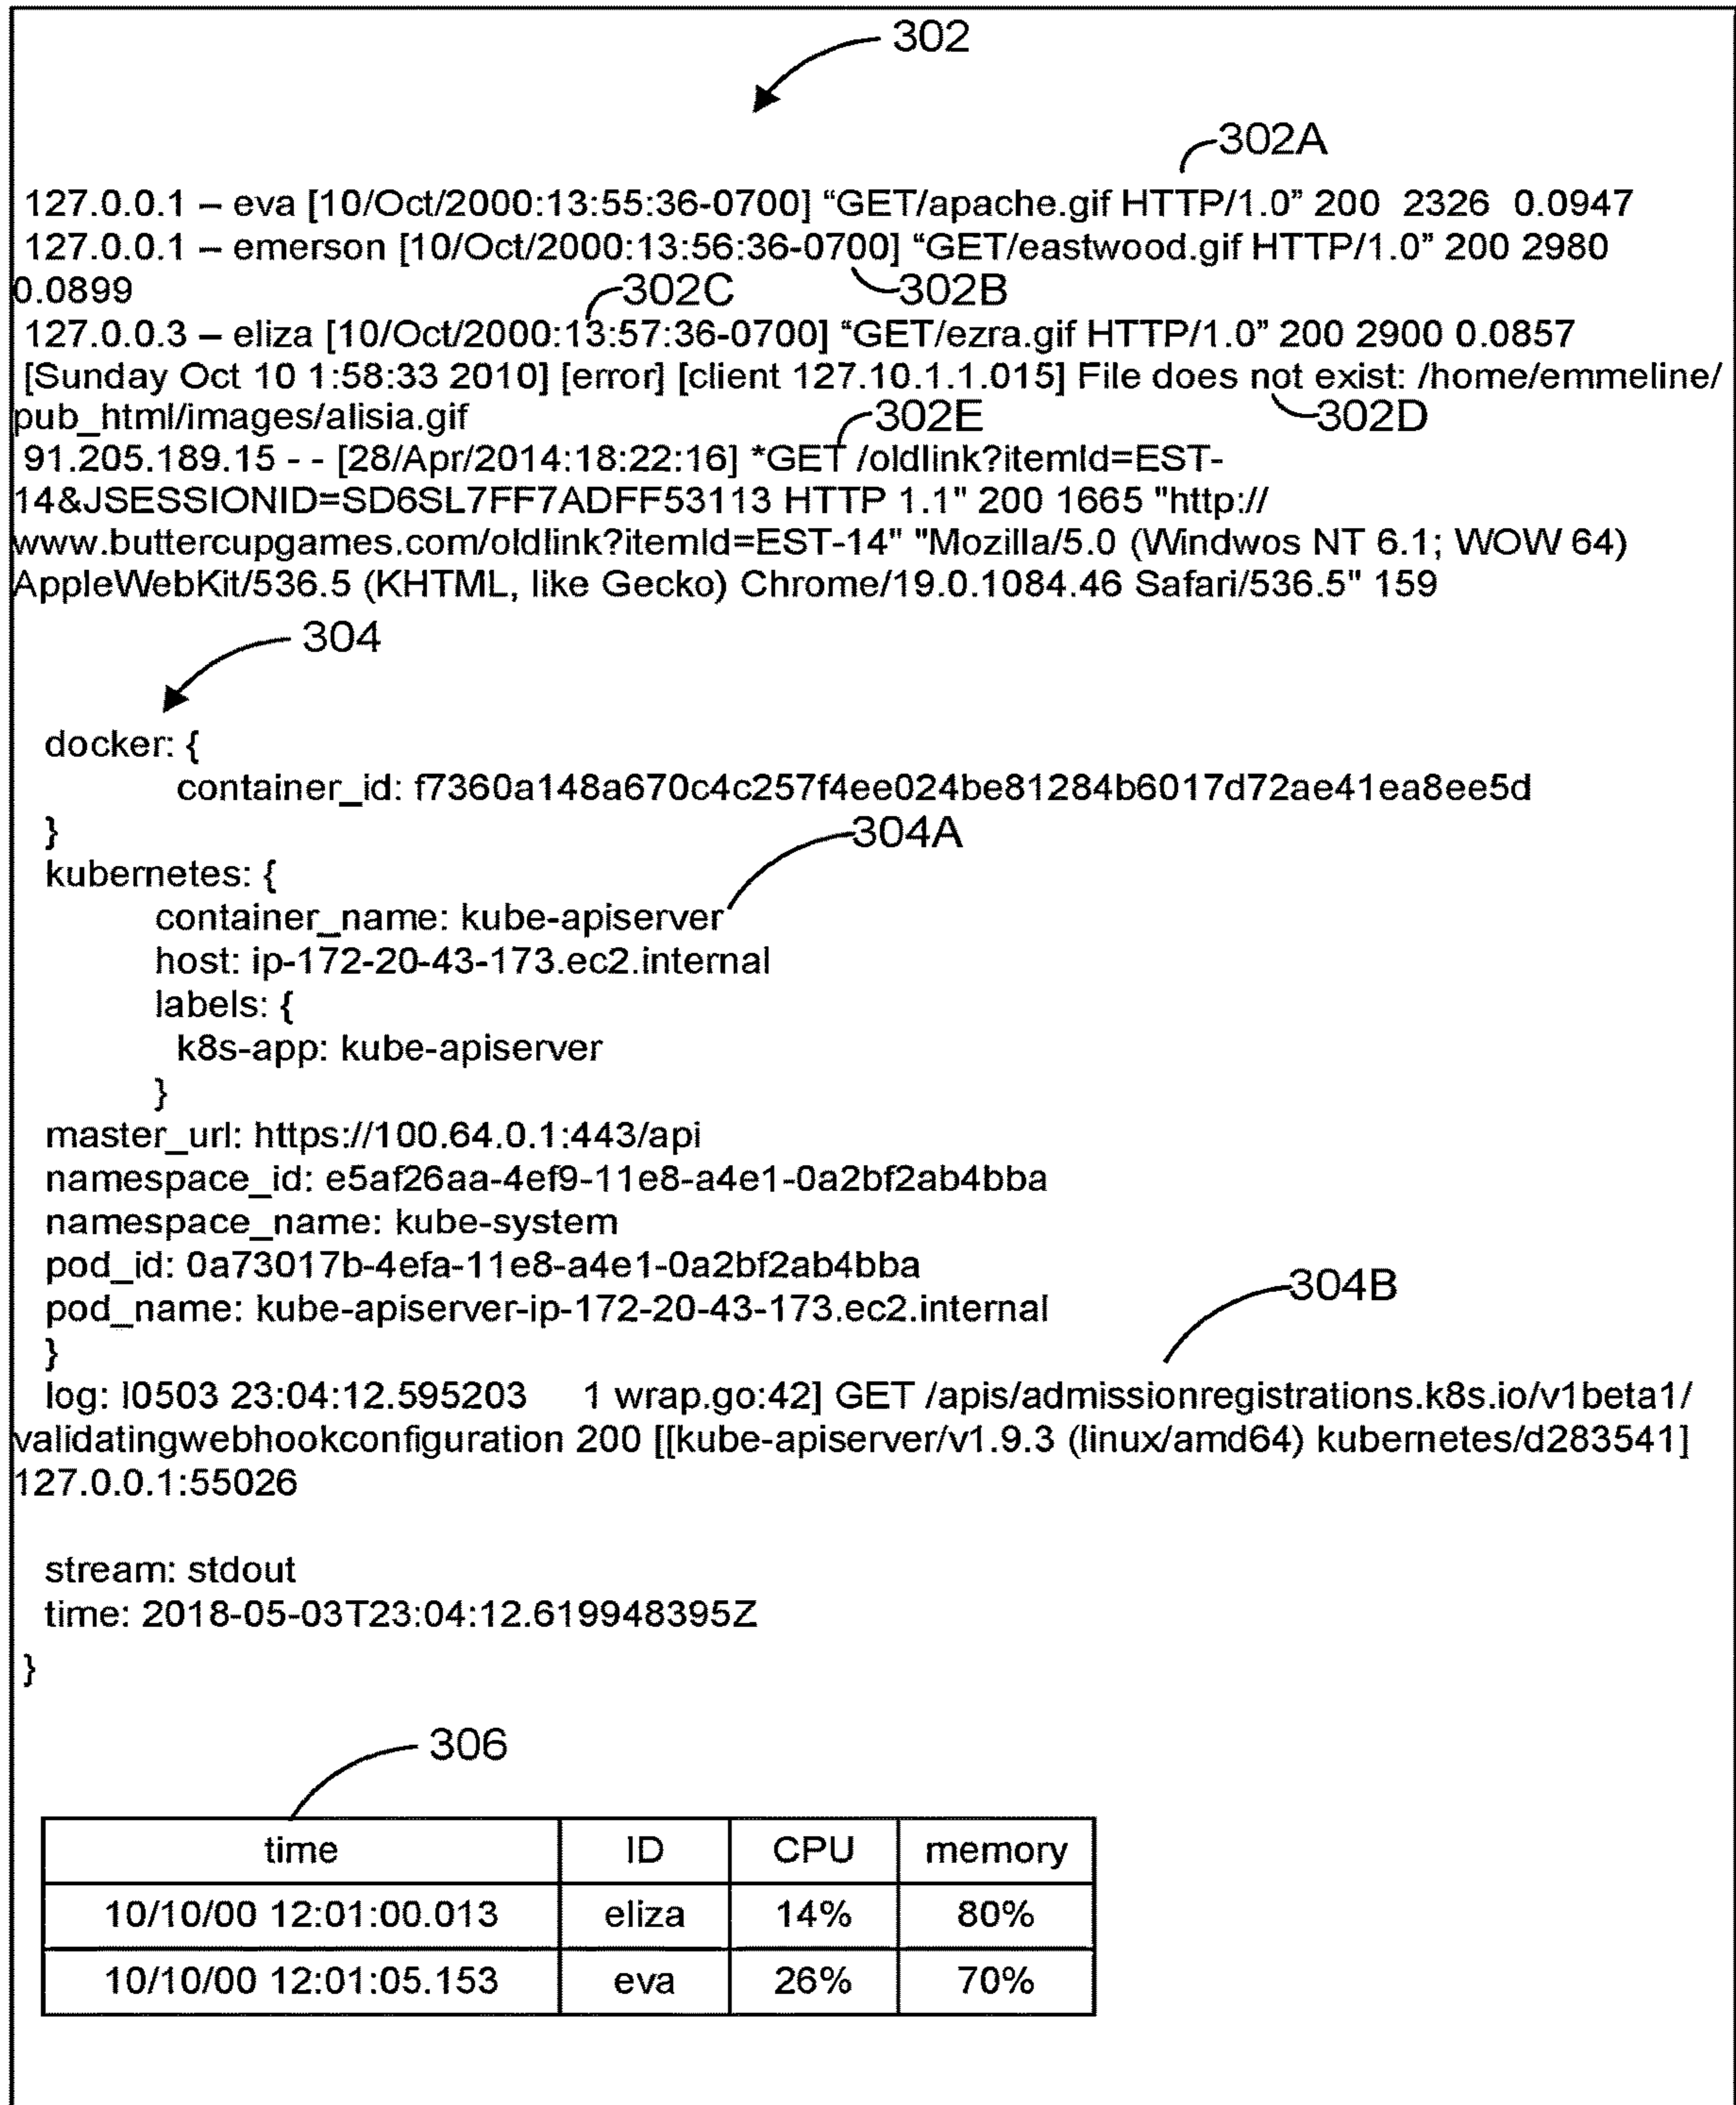 302
302A
127.0.0.1 – eva [10/Oct/2000:13:55:36-0700] “GET/apache.gif HTTP/1.0” 200 2326 0.0947
127.0.0.1 – emerson [10/Oct/2000:13:56:36-0700] “GET/eastwood.gif HTTP/1.0” 200 2980
0.0899
302C
302B
127.0.0.3 – eliza [10/Oct/2000:13:57:36-0700] “GET/ezra.gif HTTP/1.0” 200 2900 0.0857
[Sunday Oct 10 1:58:33 2010] [error] [client 127.10.1.1.015] File does not exist: /home/emmeline/
pub_html/images/alisia.gif
302E
302D
91.205.189.15 - - [28/Apr/2014:18:22:16] *GET /oldlink?itemId=EST-
14&JSESSIONID=SD6SL7FF7ADFF53113 HTTP 1.1" 200 1665 "http://
www.buttercupgames.com/oldlink?itemId=EST-14" "Mozilla/5.0 (Windwos NT 6.1; WOW 64)
AppleWebKit/536.5 (KHTML, like Gecko) Chrome/19.0.1084.46 Safari/536.5" 159
304
docker: {
container_id: f7360a148a670c4c257f4ee024be81284b6017d72ae41ea8ee5d
}
304A
kubernetes: {
container_name: kube-apiserver
host: ip-172-20-43-173.ec2.internal
labels: {
k8s-app: kube-apiserver
}
master_url: https://100.64.0.1:443/api
namespace_id: e5af26aa-4ef9-11e8-a4e1-0a2bf2ab4bba
namespace_name: kube-system
pod_id: 0a73017b-4efa-11e8-a4e1-0a2bf2ab4bba
304B
pod_name: kube-apiserver-ip-172-20-43-173.ec2.internal
}
log: I0503 23:04:12.595203 1 wrap.go:42] GET /apis/admissionregistrations.k8s.io/v1beta1/
validatingwebhookconfiguration 200 [[kube-apiserver/v1.9.3 (linux/amd64) kubernetes/d283541]
127.0.0.1:55026
stream: stdout
time: 2018-05-03T23:04:12.619948395Z
}
306
time ID CPU memory
10/10/00 12:01:00.013 eliza 14% 80%
10/10/00 12:01:05.153 eva 26% 70%